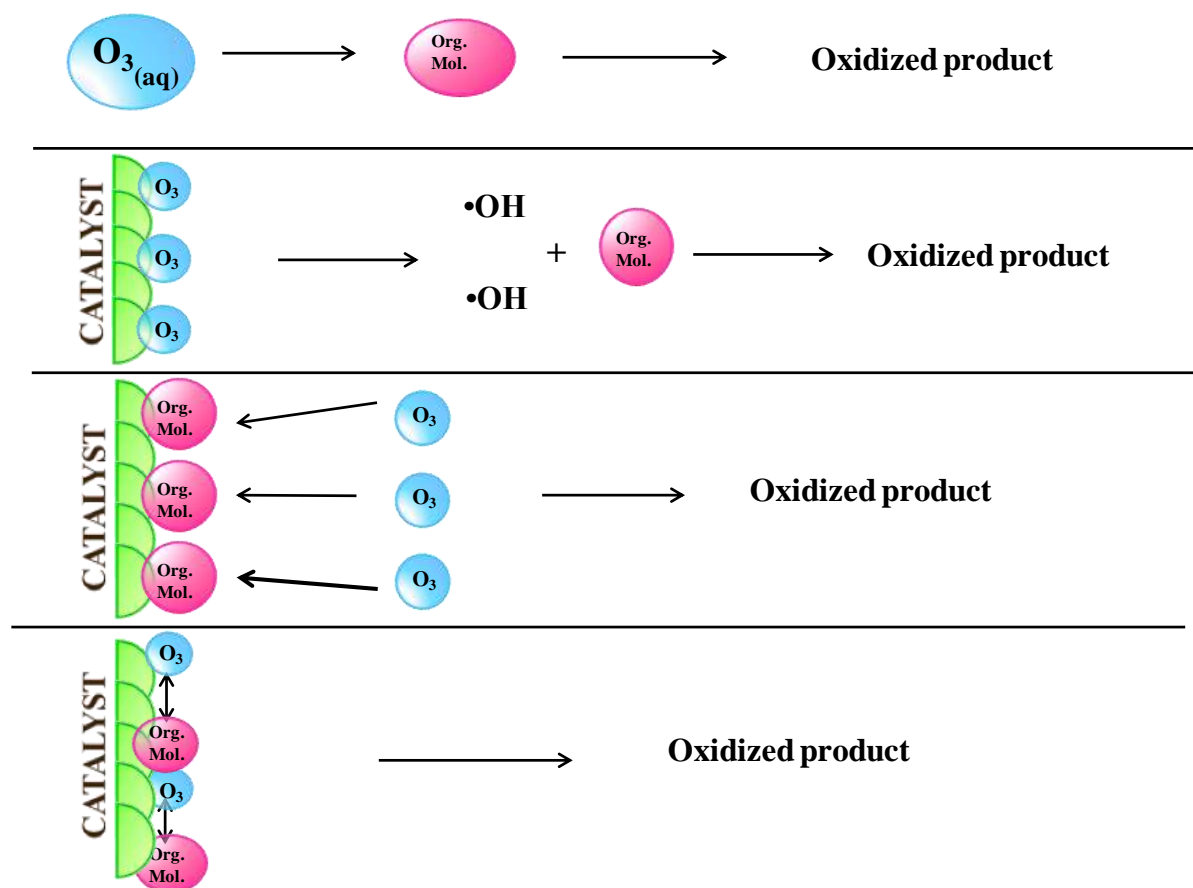 O₃(aq)
Org.
Mol.
Oxidized product
CATALYST
O₃
O₃
O₃
•OH
•OH
+
Org.
Mol.
Oxidized product
CATALYST
Org.
Mol.
Org.
Mol.
Org.
Mol.
O₃
O₃
O₃
Oxidized product
CATALYST
O₃
Org.
Mol.
O₃
Org.
Mol.
Oxidized product